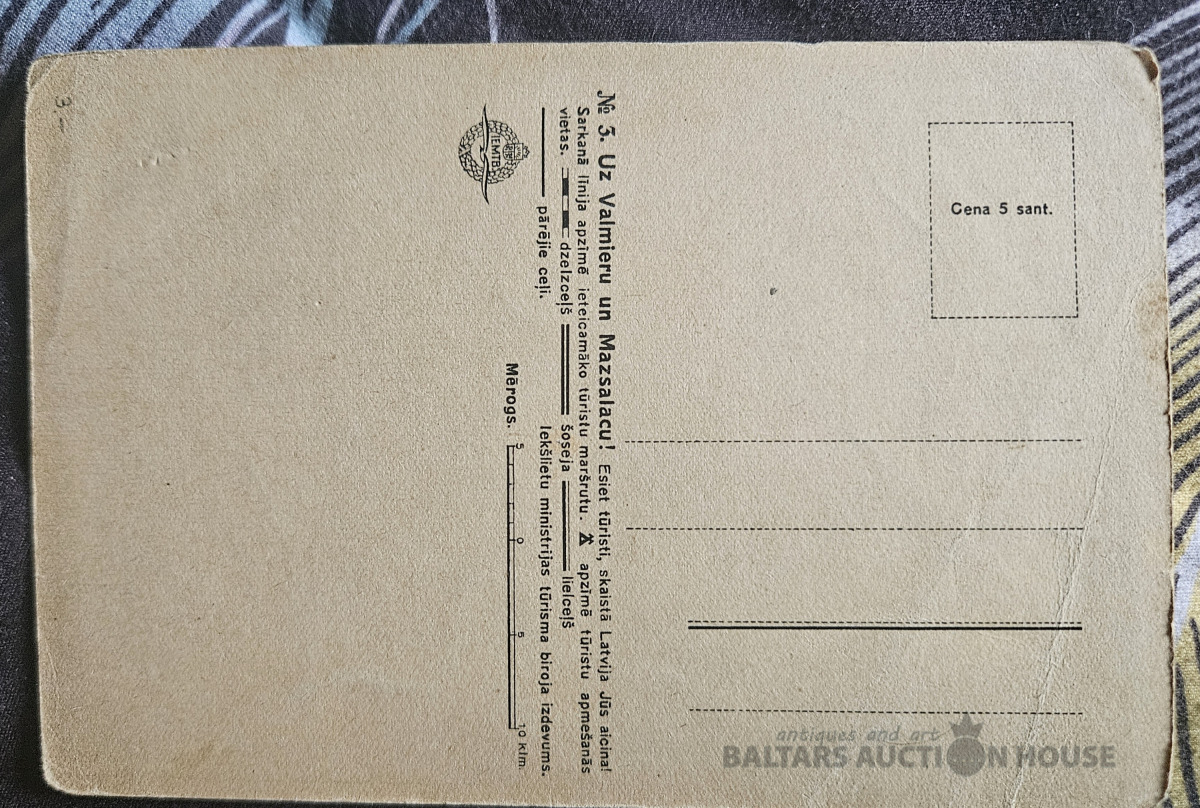 Cena 5 sant.
№ 5. Uz Valmieru un Mazsalacu! Esiet tūristi, skaistā Latvija Jūs aicina!
Sarkanā līnija apzīmē ieteicamāko tūristu maršrutu. apzīmē tūristu apmešanās
vietas. dzelzceļš šoseja lielceļš
pārējie ceļi. Iekšlietu ministrijas tūrisma biroja izdevums.
Mērogs. 5 0 5 10 klm.
IEMTB
3.–
antiques and art
BALTARS AUCTION HOUSE